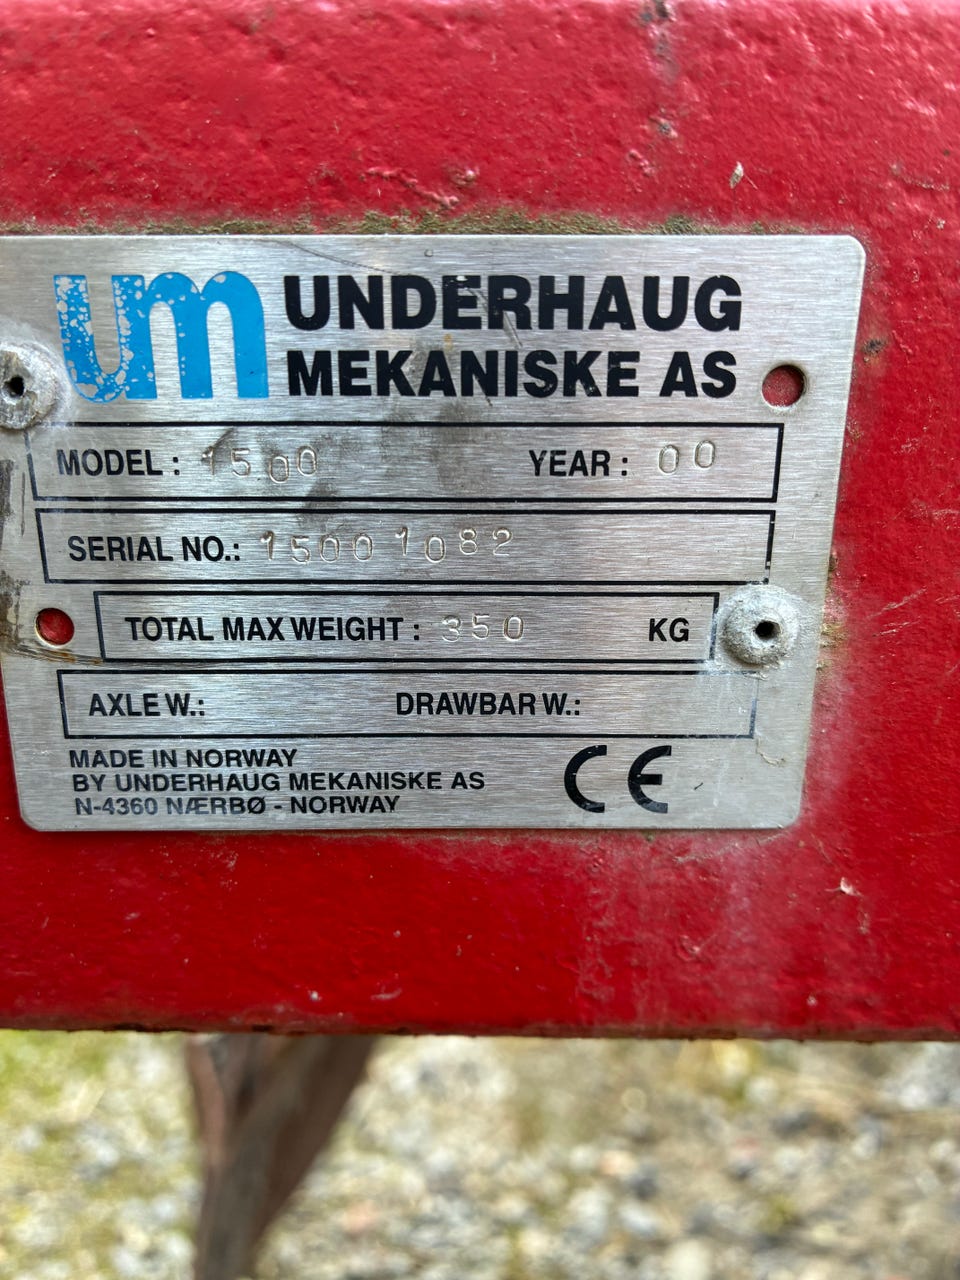 um UNDERHAUG
MEKANISKE AS
MODEL : 1500 YEAR : 00
SERIAL NO.: 15001082
TOTAL MAX WEIGHT : 350 KG
AXLE W.: DRAWBAR W.:
MADE IN NORWAY
BY UNDERHAUG MEKANISKE AS
N-4360 NÆRBØ - NORWAY
CE